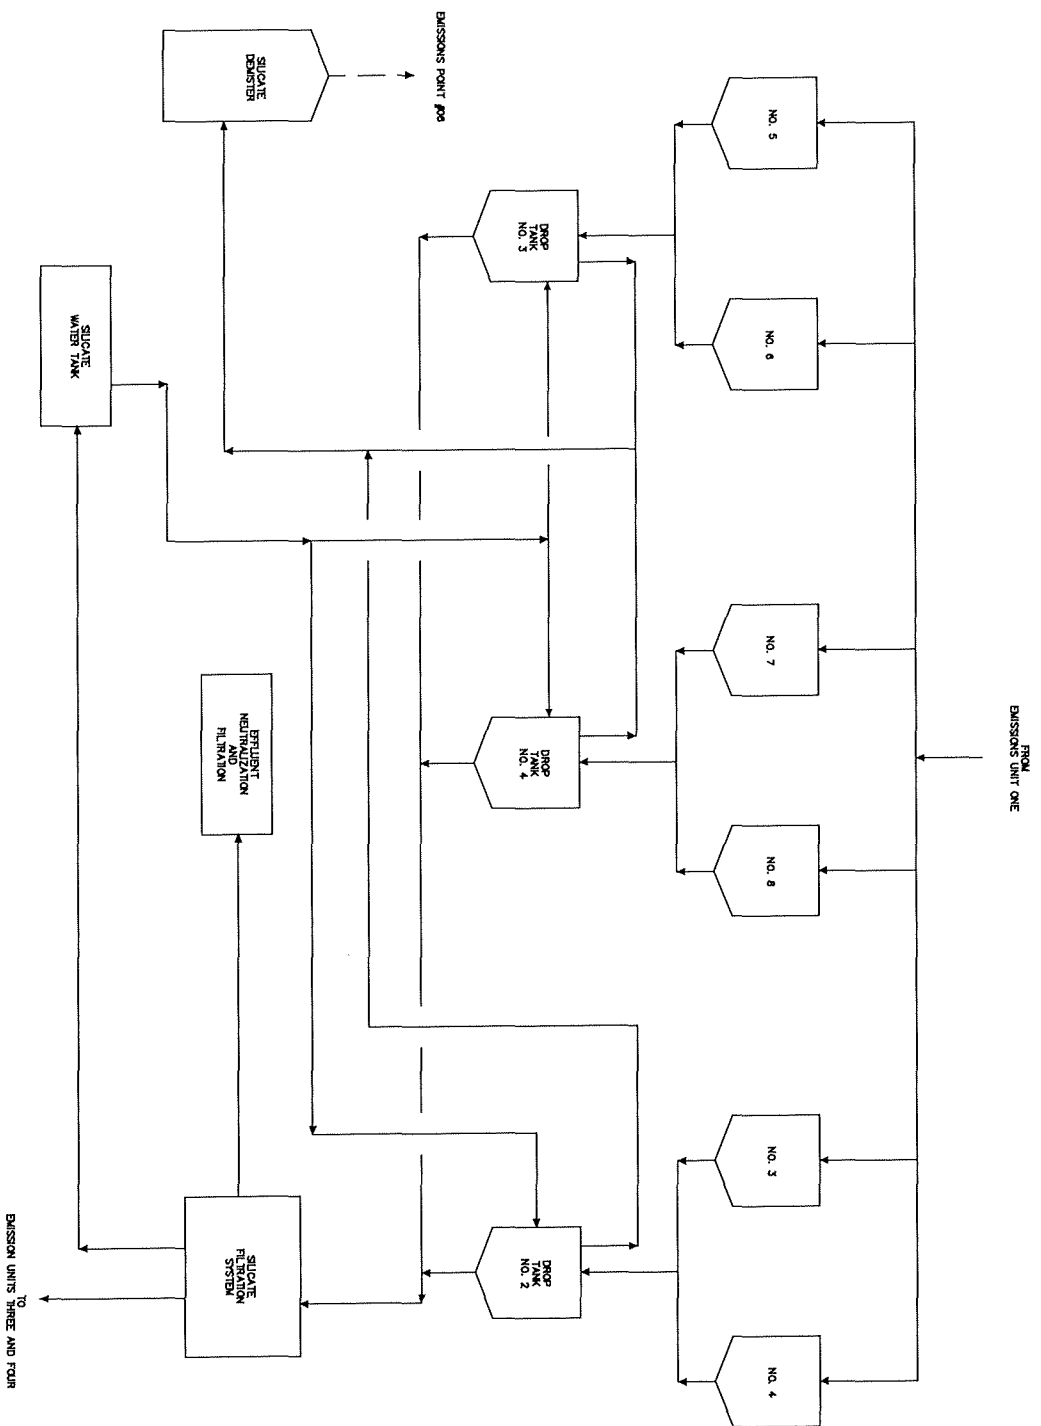 FROM
EMISSIONS UNIT ONE
NO. 5
NO. 6
NO. 7
NO. 8
NO. 3
NO. 4
DROP
TANK
NO. 3
DROP
TANK
NO. 4
DROP
TANK
NO. 2
EMISSIONS POINT #06
SILICATE
DEMISTER
EFFLUENT
NEUTRALIZATION
AND
FILTRATION
SILICATE
FILTRATION
SYSTEM
SILICATE
WATER TANK
TO
EMISSION UNITS THREE AND FOUR